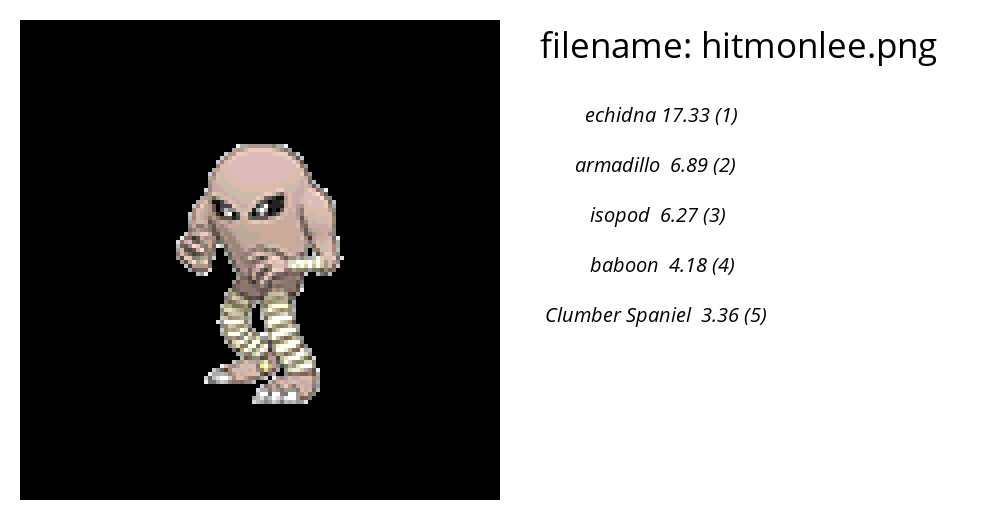 filename: hitmonlee.png
echidna 17.33 (1)
armadillo 6.89 (2)
isopod 6.27 (3)
baboon 4.18 (4)
Clumber Spaniel 3.36 (5)